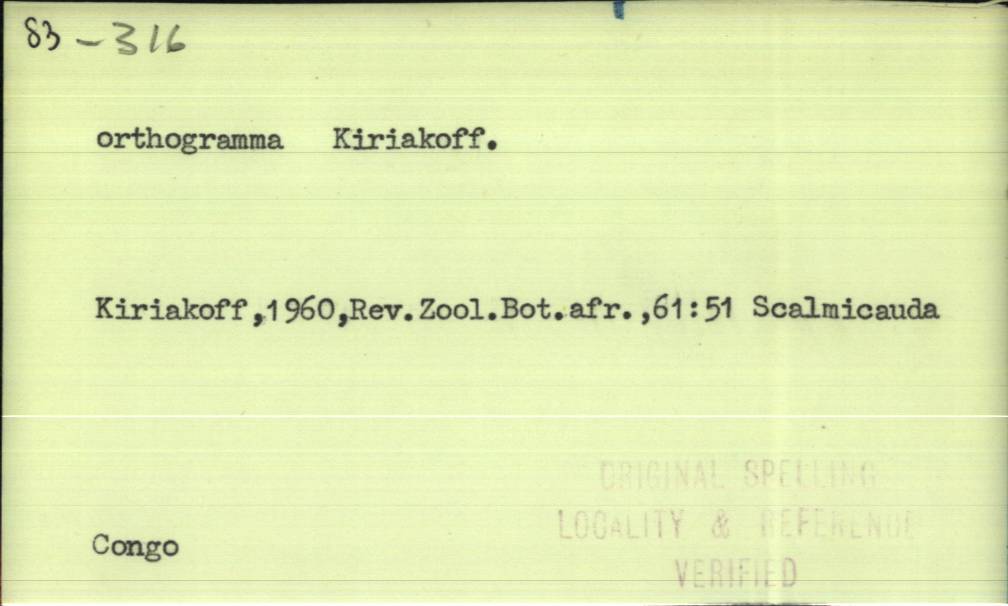 83 - 316
orthogramma Kiriakoff.
Kiriakoff,1960,Rev.Zool.Bot.afr.,61:51 Scalmicauda
ORIGINAL SPELLING
LOCALITY & REFERENCE
Congo
VERIFIED